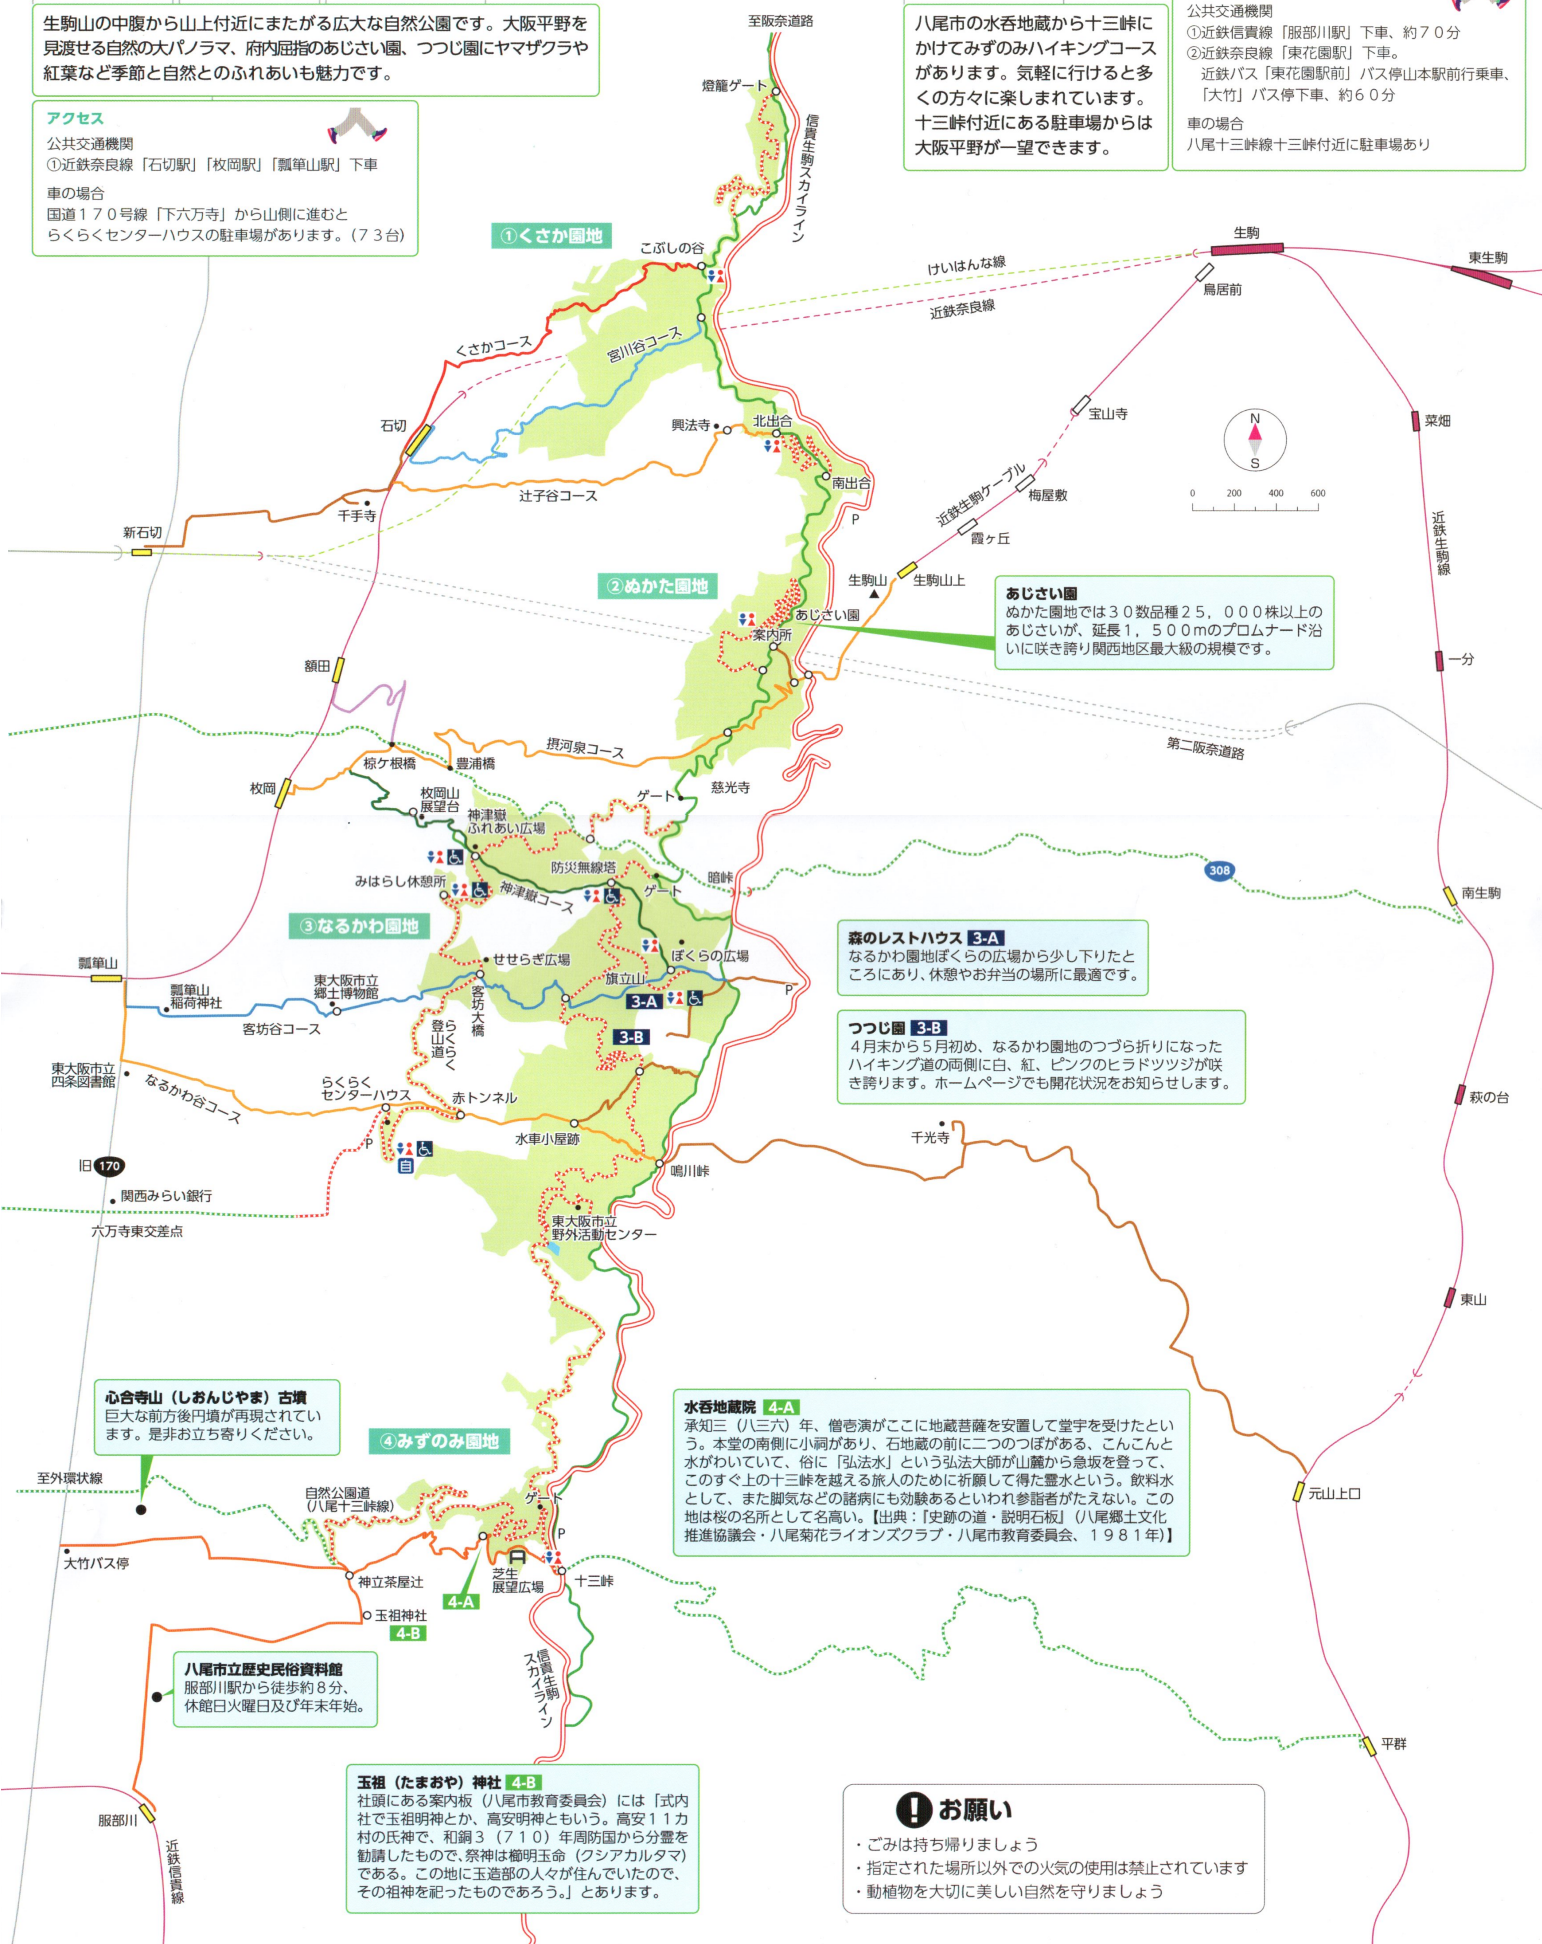 生駒山の中腹から山上付近にまたがる広大な自然公園です。大阪平野を
見渡せる自然の大パノラマ、府内屈指のあじさい園、つつじ園にヤマザクラや
紅葉など季節と自然とのふれあいも魅力です。
アクセス
公共交通機関
①近鉄奈良線「石切駅」「枚岡駅」「瓢箪山駅」下車
車の場合
国道170号線「下六万寺」から山側に進むと
らくらくセンターハウスの駐車場があります。(73台)
八尾市の水呑地蔵から十三峠に
かけてみずのみハイキングコース
があります。気軽に行けると多
くの方々に楽しまれています。
十三峠付近にある駐車場からは
大阪平野が一望できます。
公共交通機関
①近鉄信貴線「服部川駅」下車、約70分
②近鉄奈良線「東花園駅」下車。
近鉄バス「東花園駅前」バス停山本駅前行乗車、
「大竹」バス停下車、約60分
車の場合
八尾十三峠線十三峠付近に駐車場あり
至阪奈道路
燈籠ゲート
信貴生駒スカイライン
①くさか園地
こぶしの谷
生駒
東生駒
けいはんな線
近鉄奈良線
鳥居前
くさかコース
宮川谷コース
宝山寺
菜畑
N
S
0 200 400 600
石切
興法寺
北出合
南出合
辻子谷コース
近鉄生駒ケーブル
梅屋敷
霞ヶ丘
P
千手寺
新石切
近鉄生駒線
②ぬかた園地
生駒山
生駒山上
あじさい園
ぬかた園地では30数品種25，000株以上の
あじさいが、延長1，500mのプロムナード沿
いに咲き誇り関西地区最大級の規模です。
あじさい園
案内所
額田
一分
第二阪奈道路
摂河泉コース
椋ケ根橋
豊浦橋
慈光寺
ゲート
枚岡
枚岡山
展望台
神津嶽
ふれあい広場
防災無線塔
みはらし休憩所
神津嶽コース
ゲート
暗峠
308
南生駒
③なるかわ園地
森のレストハウス 3-A
なるかわ園地ぼくらの広場から少し下りたと
ころにあり、休憩やお弁当の場所に最適です。
瓢箪山
瓢箪山
稲荷神社
東大阪市立
郷土博物館
せせらぎ広場
ぼくらの広場
旗立山
客坊大橋
3-A
P
客坊谷コース
らくらく
登山道
3-B
つつじ園 3-B
4月末から5月初め、なるかわ園地のつづら折りになった
ハイキング道の両側に白、紅、ピンクのヒラドツツジが咲
き誇ります。ホームページでも開花状況をお知らせします。
東大阪市立
四条図書館
なるかわ谷コース
らくらく
センターハウス
赤トンネル
水車小屋跡
P
自
千光寺
萩の台
鳴川峠
旧170
関西みらい銀行
六万寺東交差点
東大阪市立
野外活動センター
東山
心合寺山（しおんじやま）古墳
巨大な前方後円墳が再現されてい
ます。是非お立ち寄りください。
④みずのみ園地
水呑地蔵院 4-A
承知三（八三六）年、僧壱演がここに地蔵菩薩を安置して堂宇を受けたとい
う。本堂の南側に小祠があり、石地蔵の前に二つのつぼがある、こんこんと
水がわいていて、俗に「弘法水」という弘法大師が山麓から急坂を登って、
このすぐ上の十三峠を越える旅人のために祈願して得た霊水という。飲料水
として、また脚気などの諸病にも効験あるといわれ参詣者がたえない。この
地は桜の名所として名高い。【出典：『史跡の道・説明石板』（八尾郷土文化
推進協議会・八尾菊花ライオンズクラブ・八尾市教育委員会、1981年）】
至外環状線
自然公園道
（八尾十三峠線）
ゲート
P
元山上口
大竹バス停
神立茶屋辻
芝生
展望広場
十三峠
4-A
玉祖神社
4-B
信貴生駒
スカイライン
八尾市立歴史民俗資料館
服部川駅から徒歩約8分、
休館日火曜日及び年末年始。
平群
服部川
近鉄信貴線
玉祖（たまおや）神社 4-B
社頭にある案内板（八尾市教育委員会）には「式内
社で玉祖明神とか、高安明神ともいう。高安11カ
村の氏神で、和銅3（710）年周防国から分霊を
勧請したもので、祭神は櫛明玉命（クシアカルタマ）
である。この地に玉造部の人々が住んでいたので、
その祖神を祀ったものであろう。」とあります。
!お願い
・ごみは持ち帰りましょう
・指定された場所以外での火気の使用は禁止されています
・動植物を大切に美しい自然を守りましょう